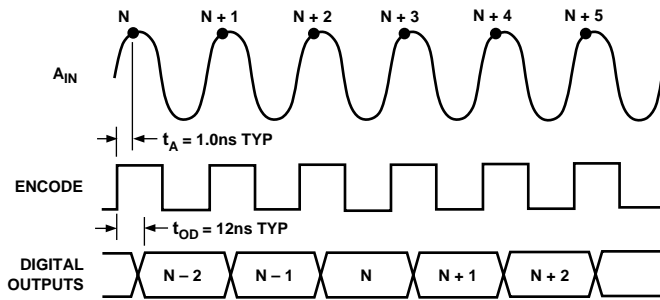 N N + 1 N + 2 N + 3 N + 4 N + 5
AIN
tA = 1.0ns TYP
ENCODE
tOD = 12ns TYP
DIGITAL
OUTPUTS
N – 2 N – 1 N N + 1 N + 2